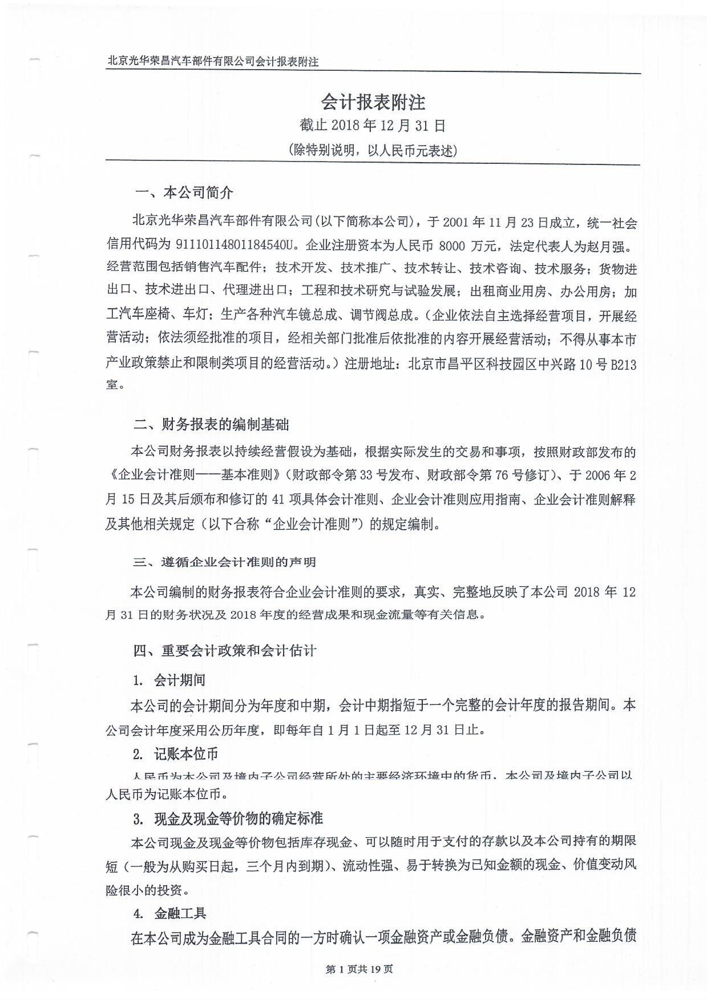 北京光华荣昌汽车部件有限公司会计报表附注
会计报表附注
截止 2018 年 12 月 31 日
(除特别说明，以人民币元表述)
一、本公司简介
北京光华荣昌汽车部件有限公司(以下简称本公司)，于 2001 年 11 月 23 日成立，统一社会
信用代码为 91110114801184540U。企业注册资本为人民币 8000 万元，法定代表人为赵月强。
经营范围包括销售汽车配件；技术开发、技术推广、技术转让、技术咨询、技术服务；货物进
出口、技术进出口、代理进出口；工程和技术研究与试验发展；出租商业用房、办公用房；加
工汽车座椅、车灯；生产各种汽车镜总成、调节阀总成。（企业依法自主选择经营项目，开展经
营活动；依法须经批准的项目，经相关部门批准后依批准的内容开展经营活动；不得从事本市
产业政策禁止和限制类项目的经营活动。）注册地址：北京市昌平区科技园区中兴路 10 号 B213
室。
二、财务报表的编制基础
本公司财务报表以持续经营假设为基础，根据实际发生的交易和事项，按照财政部发布的
《企业会计准则——基本准则》（财政部令第 33 号发布、财政部令第 76 号修订）、于 2006 年 2
月 15 日及其后颁布和修订的 41 项具体会计准则、企业会计准则应用指南、企业会计准则解释
及其他相关规定（以下合称“企业会计准则”）的规定编制。
三、遵循企业会计准则的声明
本公司编制的财务报表符合企业会计准则的要求，真实、完整地反映了本公司 2018 年 12
月 31 日的财务状况及 2018 年度的经营成果和现金流量等有关信息。
四、重要会计政策和会计估计
1. 会计期间
本公司的会计期间分为年度和中期，会计中期指短于一个完整的会计年度的报告期间。本
公司会计年度采用公历年度，即每年自 1 月 1 日起至 12 月 31 日止。
2. 记账本位币
人民币为本公司及境内子公司经营所处的主要经济环境中的货币，本公司及境内子公司以
人民币为记账本位币。
3. 现金及现金等价物的确定标准
本公司现金及现金等价物包括库存现金、可以随时用于支付的存款以及本公司持有的期限
短（一般为从购买日起，三个月内到期）、流动性强、易于转换为已知金额的现金、价值变动风
险很小的投资。
4. 金融工具
在本公司成为金融工具合同的一方时确认一项金融资产或金融负债。金融资产和金融负债
第 1 页共 19 页